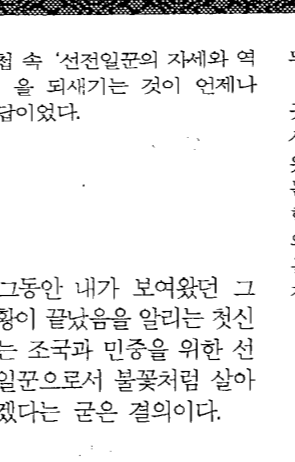 첩 속 '선전일꾼의 자세와 역
을 되새기는 것이 언제나
답이었다.
그동안 내가 보여왔던 그
황이 끝났음을 알리는 첫신
는 조국과 민중을 위한 선
일꾼으로서 불꽃처럼 살아
겠다는 굳은 결의이다.